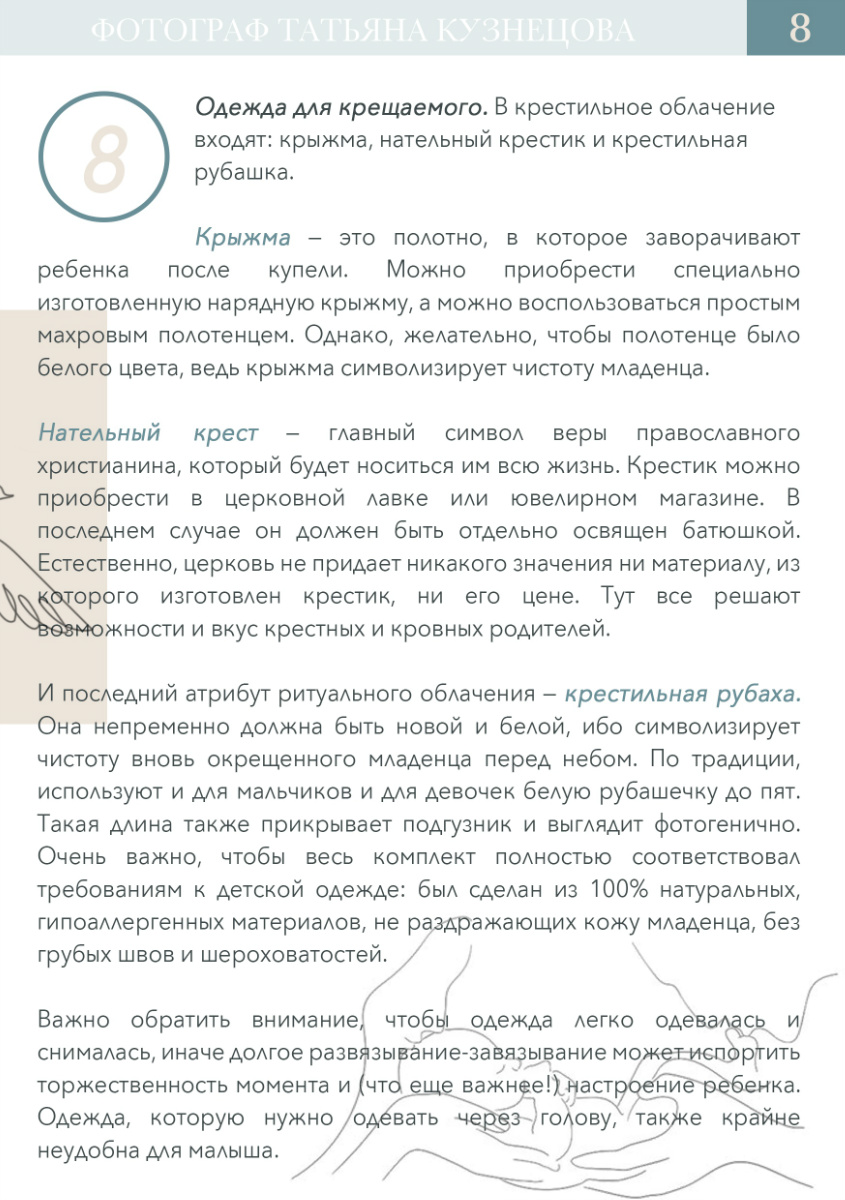 ФОТОГРАФ ТАТЬЯНА КУЗНЕЦОВА
8
8
Одежда для крещаемого. В крестильное облачение
входят: крыжма, нательный крестик и крестильная
рубашка.
Крыжма – это полотно, в которое заворачивают
ребенка после купели. Можно приобрести специально
изготовленную нарядную крыжму, а можно воспользоваться простым
махровым полотенцем. Однако, желательно, чтобы полотенце было
белого цвета, ведь крыжма символизирует чистоту младенца.
Нательный крест – главный символ веры православного
христианина, который будет носиться им всю жизнь. Крестик можно
приобрести в церковной лавке или ювелирном магазине. В
последнем случае он должен быть отдельно освящен батюшкой.
Естественно, церковь не придает никакого значения ни материалу, из
которого изготовлен крестик, ни его цене. Тут все решают
возможности и вкус крестных и кровных родителей.
И последний атрибут ритуального облачения – крестильная рубаха.
Она непременно должна быть новой и белой, ибо символизирует
чистоту вновь окрещенного младенца перед небом. По традиции,
используют и для мальчиков и для девочек белую рубашечку до пят.
Такая длина также прикрывает подгузник и выглядит фотогенично.
Очень важно, чтобы весь комплект полностью соответствовал
требованиям к детской одежде: был сделан из 100% натуральных,
гипоаллергенных материалов, не раздражающих кожу младенца, без
грубых швов и шероховатостей.
Важно обратить внимание, чтобы одежда легко одевалась и
снималась, иначе долгое развязывание-завязывание может испортить
торжественность момента и (что еще важнее!) настроение ребенка.
Одежда, которую нужно одевать через голову, также крайне
неудобна для малыша.